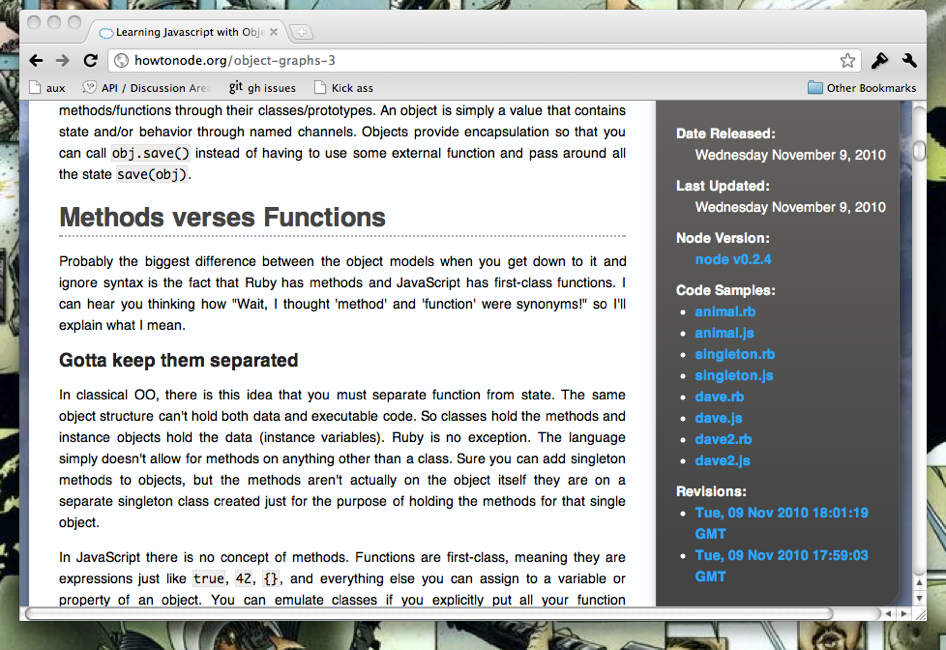 Learning Javascript with Obje
howtonode.org/object-graphs-3
aux
API / Discussion Area
git gh issues
Kick ass
Other Bookmarks
methods/functions through their classes/prototypes. An object is simply a value that contains
state and/or behavior through named channels. Objects provide encapsulation so that you
can call obj.save() instead of having to use some external function and pass around all
the state save(obj).
Methods verses Functions
Probably the biggest difference between the object models when you get down to it and
ignore syntax is the fact that Ruby has methods and JavaScript has first-class functions. I
can hear you thinking how "Wait, I thought 'method' and 'function' were synonyms!" so I'll
explain what I mean.
Gotta keep them separated
In classical OO, there is this idea that you must separate function from state. The same
object structure can't hold both data and executable code. So classes hold the methods and
instance objects hold the data (instance variables). Ruby is no exception. The language
simply doesn't allow for methods on anything other than a class. Sure you can add singleton
methods to objects, but the methods aren't actually on the object itself they are on a
separate singleton class created just for the purpose of holding the methods for that single
object.
In JavaScript there is no concept of methods. Functions are first-class, meaning they are
expressions just like true, 42, {}, and everything else you can assign to a variable or
property of an object. You can emulate classes if you explicitly put all your function
Date Released:
Wednesday November 9, 2010
Last Updated:
Wednesday November 9, 2010
Node Version:
node v0.2.4
Code Samples:
• animal.rb
• animal.js
• singleton.rb
• singleton.js
• dave.rb
• dave.js
• dave2.rb
• dave2.js
Revisions:
• Tue, 09 Nov 2010 18:01:19
GMT
• Tue, 09 Nov 2010 17:59:03
GMT